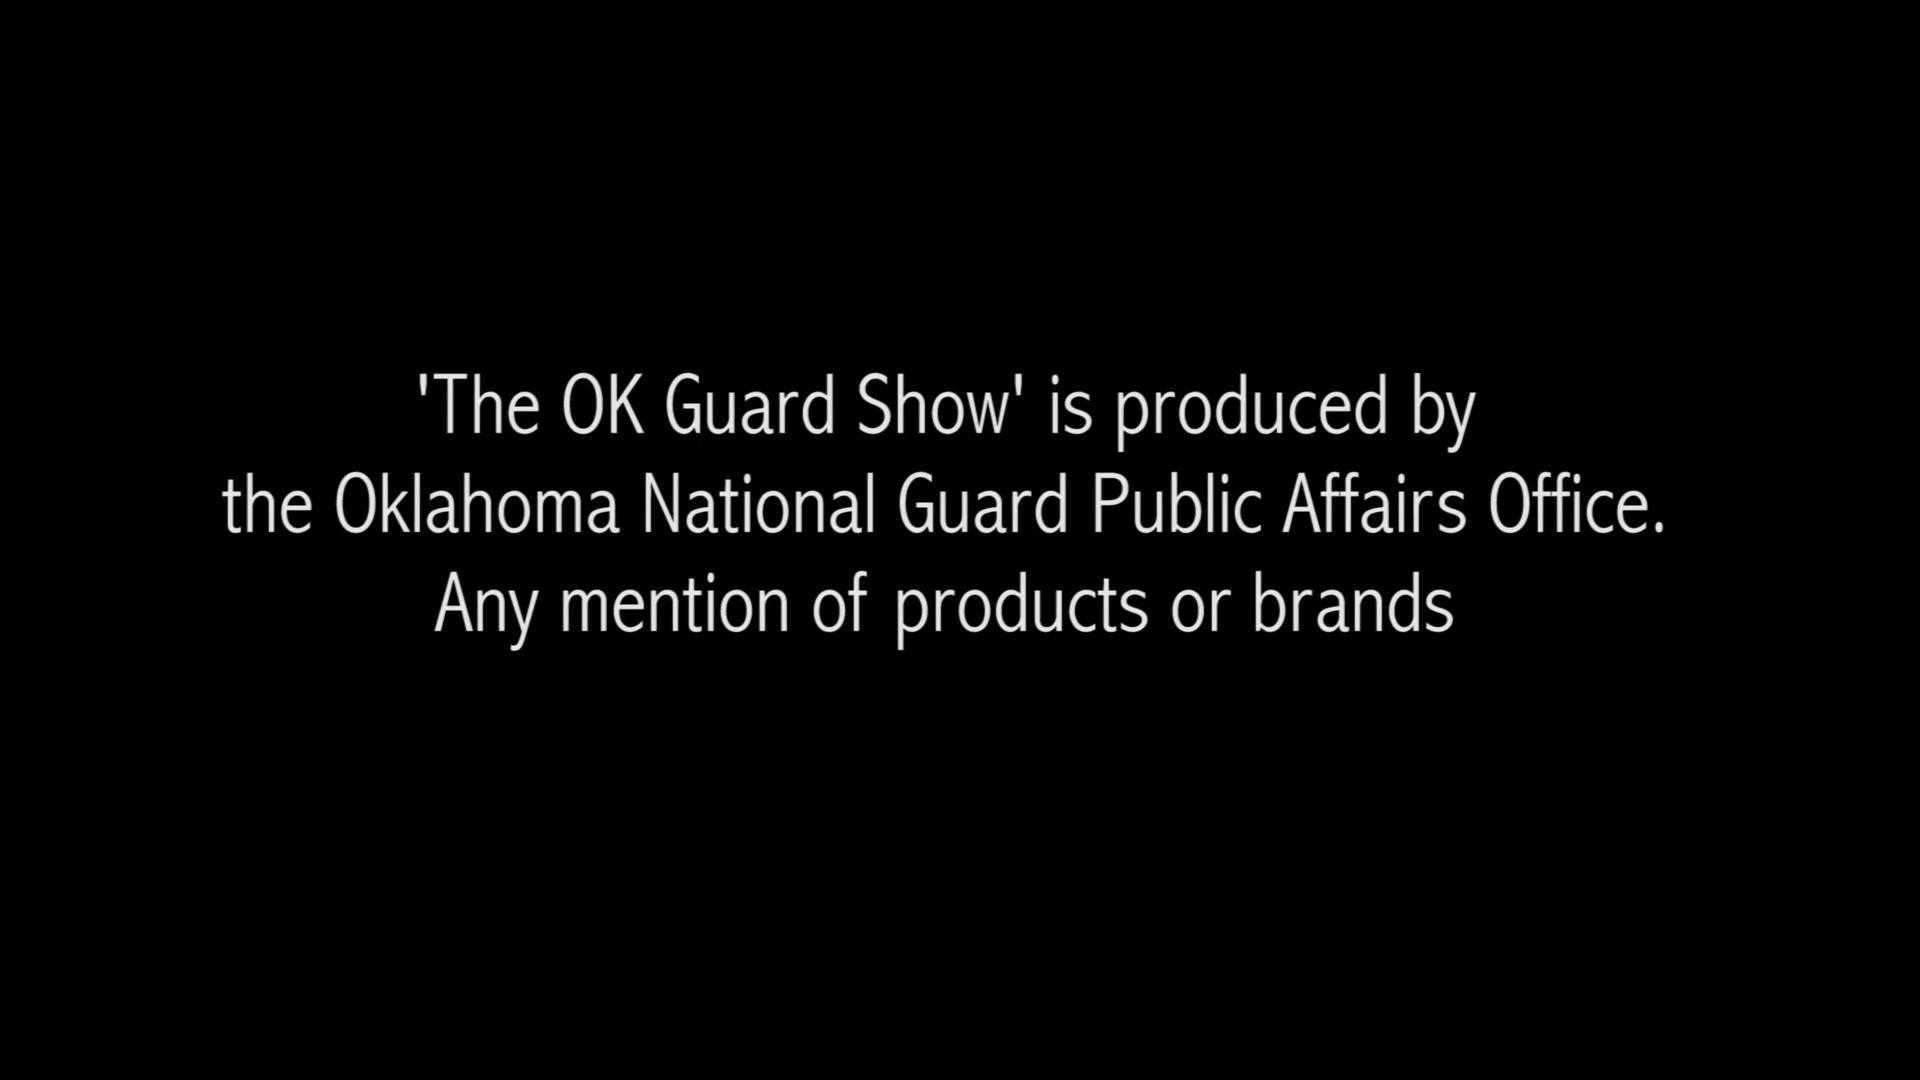 'The OK Guard Show' is produced by
the Oklahoma National Guard Public Affairs Office.
Any mention of products or brands